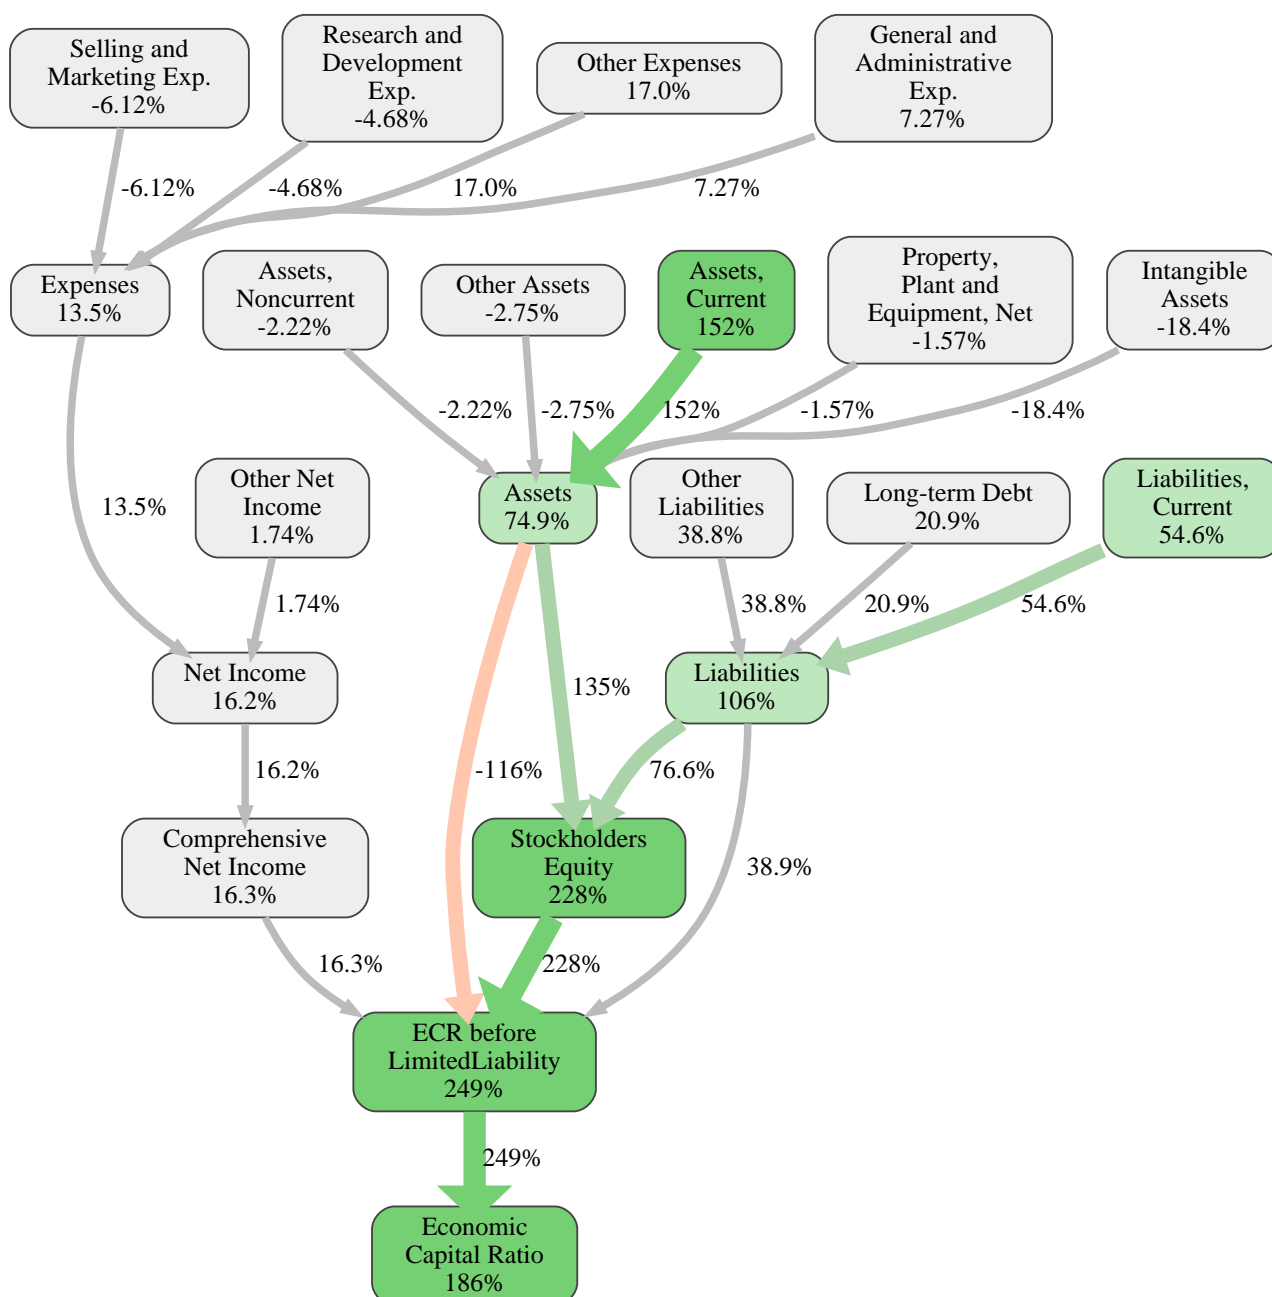 Selling and
Marketing Exp.
-6.12%
Research and
Development
Exp.
-4.68%
Other Expenses
17.0%
General and
Administrative
Exp.
7.27%
-6.12%
-4.68%
17.0%
7.27%
Expenses
13.5%
Assets,
Noncurrent
-2.22%
Other Assets
-2.75%
Assets,
Current
152%
Property,
Plant and
Equipment, Net
-1.57%
Intangible
Assets
-18.4%
-2.22%
-2.75%
152%
-1.57%
-18.4%
13.5%
Other Net
Income
1.74%
Assets
74.9%
Other
Liabilities
38.8%
Long-term Debt
20.9%
Liabilities,
Current
54.6%
1.74%
38.8%
20.9%
54.6%
Net Income
16.2%
135%
Liabilities
106%
16.2%
-116%
76.6%
Comprehensive
Net Income
16.3%
Stockholders
Equity
228%
38.9%
16.3%
228%
ECR before
LimitedLiability
249%
249%
Economic
Capital Ratio
186%